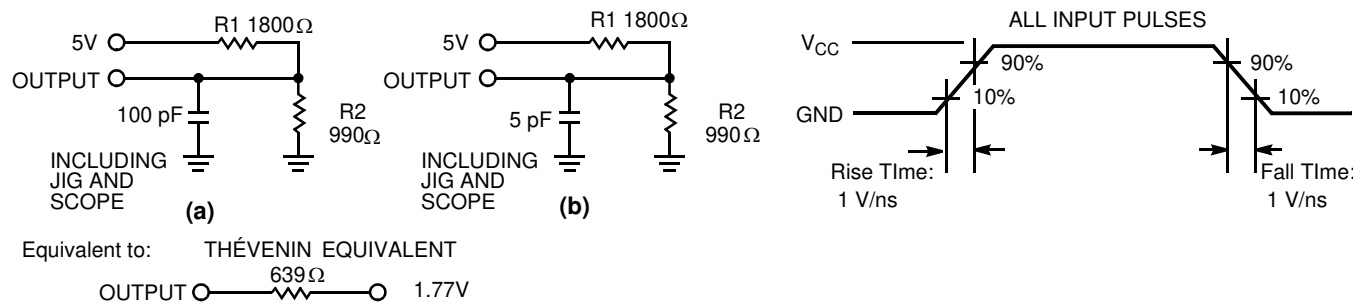 R1 1800Ω
5V
OUTPUT
100 pF
R2
990Ω
INCLUDING
JIG AND
SCOPE
(a)
R1 1800Ω
5V
OUTPUT
5 pF
R2
990Ω
INCLUDING
JIG AND
SCOPE
(b)
ALL INPUT PULSES
VCC
90%
10%
GND
90%
10%
Rise TIme:
1 V/ns
Fall TIme:
1 V/ns
Equivalent to: THÉVENIN EQUIVALENT
639Ω
OUTPUT 1.77V